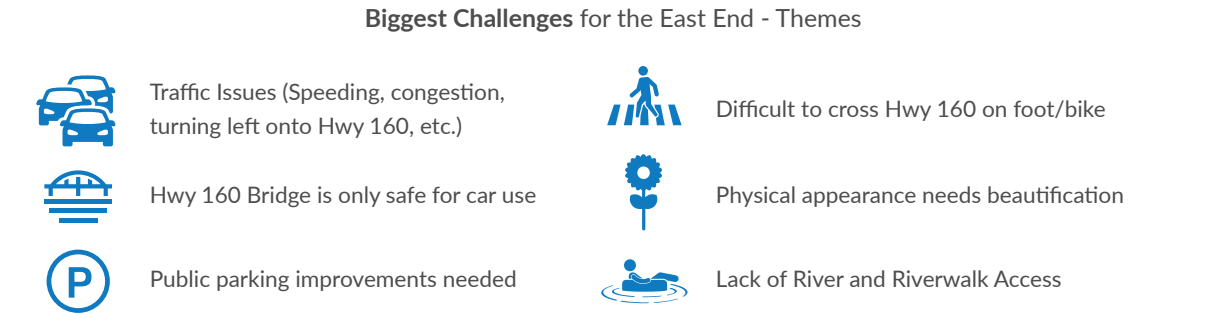 Biggest Challenges for the East End - Themes
Traffic Issues (Speeding, congestion,
turning left onto Hwy 160, etc.)
Difficult to cross Hwy 160 on foot/bike
Hwy 160 Bridge is only safe for car use
Physical appearance needs beautification
P
Public parking improvements needed
Lack of River and Riverwalk Access